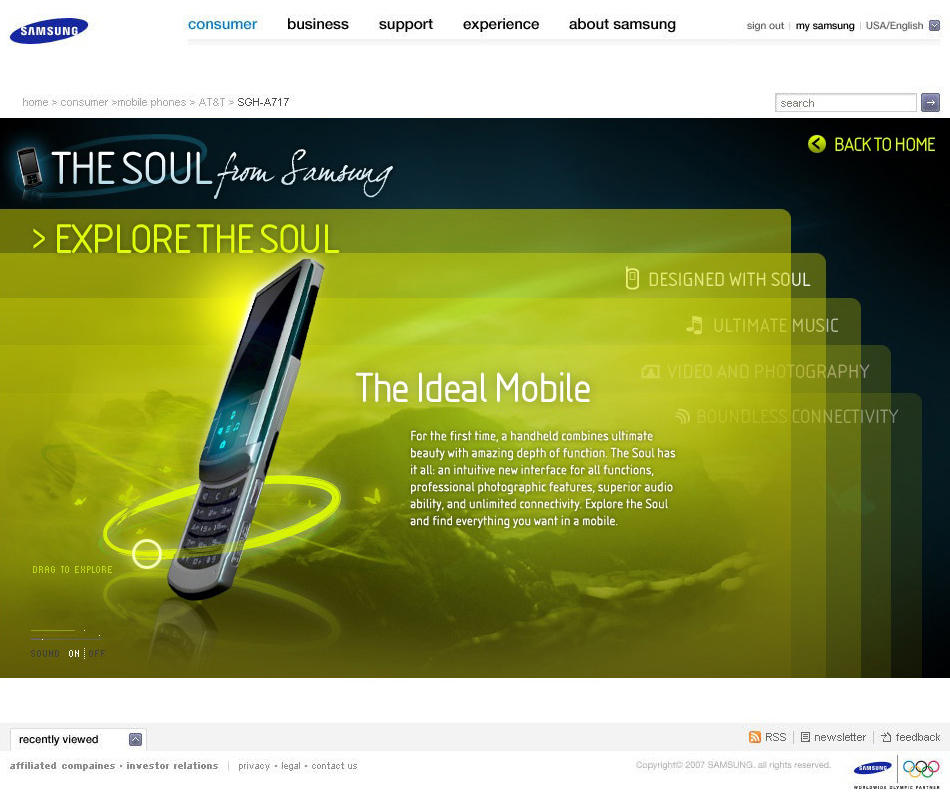 SAMSUNG
consumer business support experience about samsung
sign out | my samsung | USA/English
home > consumer >mobile phones > AT&T > SGH-A717
search
BACK TO HOME
THE SOUL from Samsung
> EXPLORE THE SOUL
DESIGNED WITH SOUL
ULTIMATE MUSIC
VIDEO AND PHOTOGRAPHY
BOUNDLESS CONNECTIVITY
The Ideal Mobile
For the first time, a handheld combines ultimate
beauty with amazing depth of function. The Soul has
it all: an intuitive new interface for all functions,
professional photographic features, superior audio
ability, and unlimited connectivity. Explore the Soul
and find everything you want in a mobile.
DRAG TO EXPLORE
SOUND ON OFF
recently viewed
RSS | newsletter | feedback
affiliated compaines • investor relations | privacy • legal • contact us
Copyright© 2007 SAMSUNG. all rights reserved.
SAMSUNG
WORLDWIDE OLYMPIC PARTNER